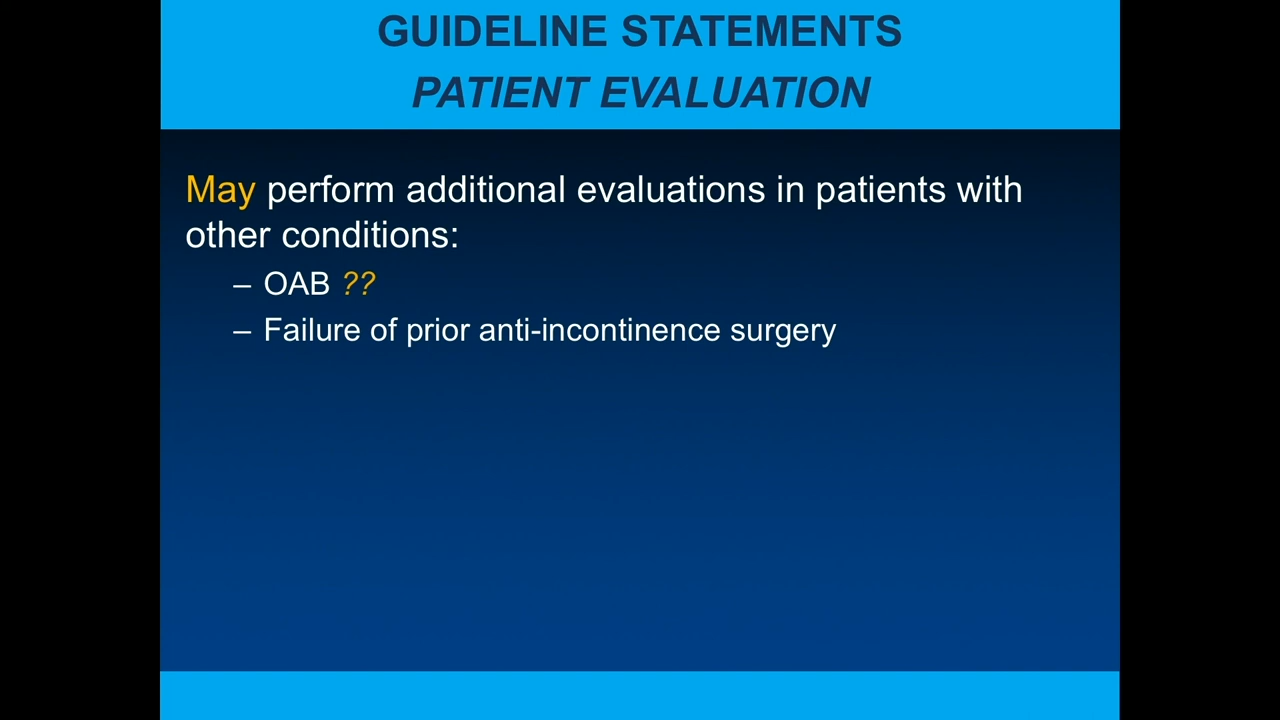 GUIDELINE STATEMENTS
PATIENT EVALUATION
May perform additional evaluations in patients with
other conditions:
– OAB ??
– Failure of prior anti-incontinence surgery